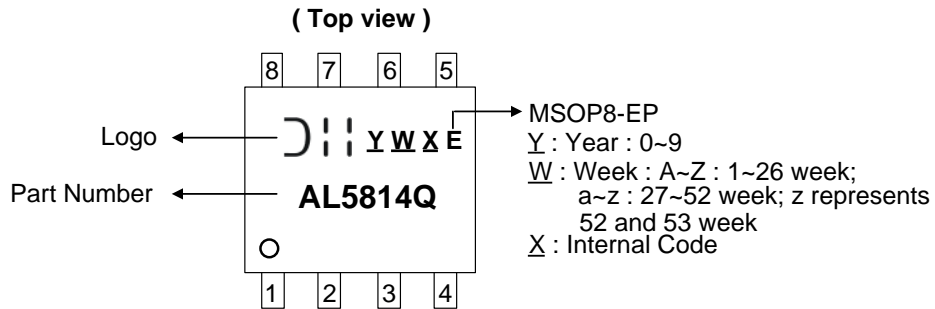 ( Top view )
8 7 6 5
Logo
Y W X E
MSOP8-EP
Y : Year : 0~9
W : Week : A~Z : 1~26 week;
a~z : 27~52 week; z represents
52 and 53 week
X : Internal Code
Part Number
AL5814Q
1 2 3 4